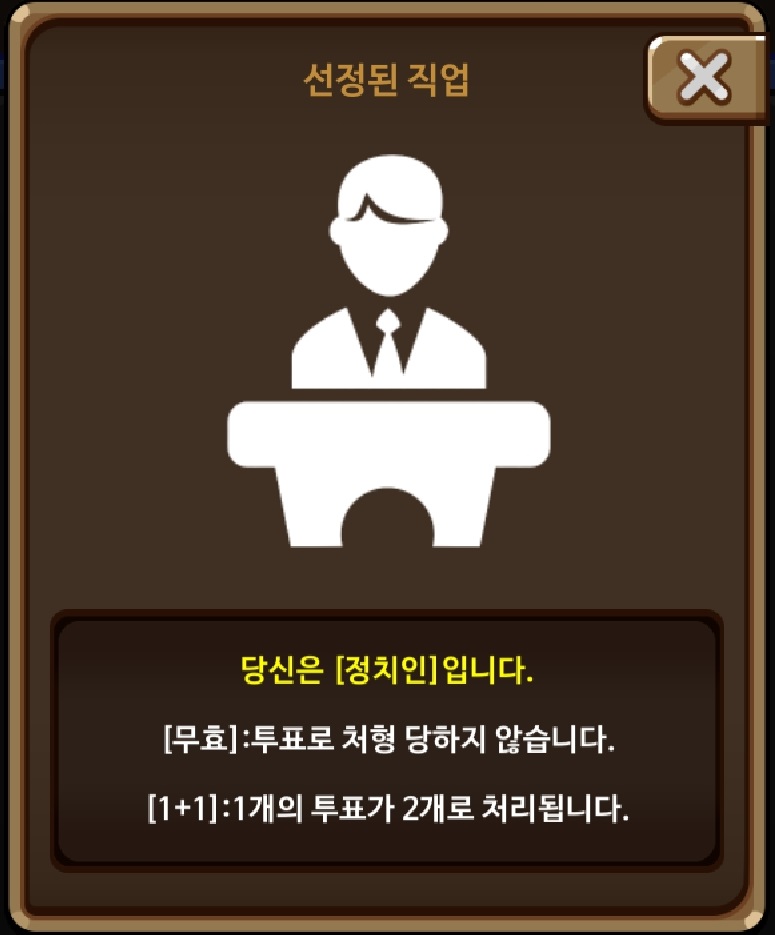 선정된 직업
당신은 [정치인]입니다.
[무효]:투표로 처형 당하지 않습니다.
[1+1]:1개의 투표가 2개로 처리됩니다.